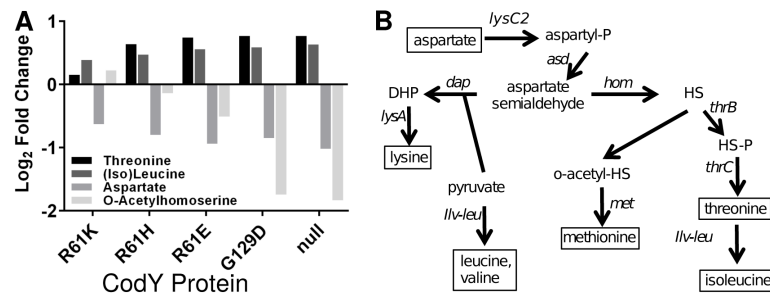 A
Log2 Fold Change
1
0
-1
-2
Threonine
(Iso)Leucine
Aspartate
O-Acetylhomoserine
R61K
R61H
R61E
G129D
null
CodY Protein
B
aspartate
lysC2
aspartyl-P
asd
DHP
dap
aspartate
semialdehyde
hom
HS
thrB
lysA
HS-P
lysine
thrC
pyruvate
o-acetyl-HS
threonine
Ilv-leu
met
Ilv-leu
leucine,
valine
methionine
isoleucine